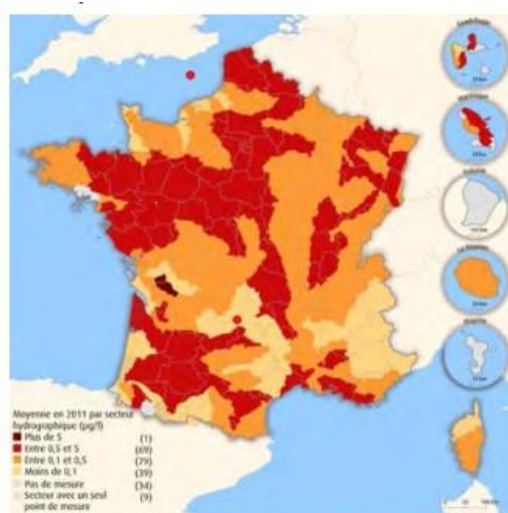 Guadeloupe
Martinique
Guyane
La Réunion
Mayotte
Moyenne en 2011 par secteur
hydrographique (µg/l)
Plus de 5 (1)
Entre 0,5 et 5 (69)
Entre 0,1 et 0,5 (79)
Moins de 0,1 (39)
Pas de mesure (34)
Secteur avec un seul (9)
point de mesure